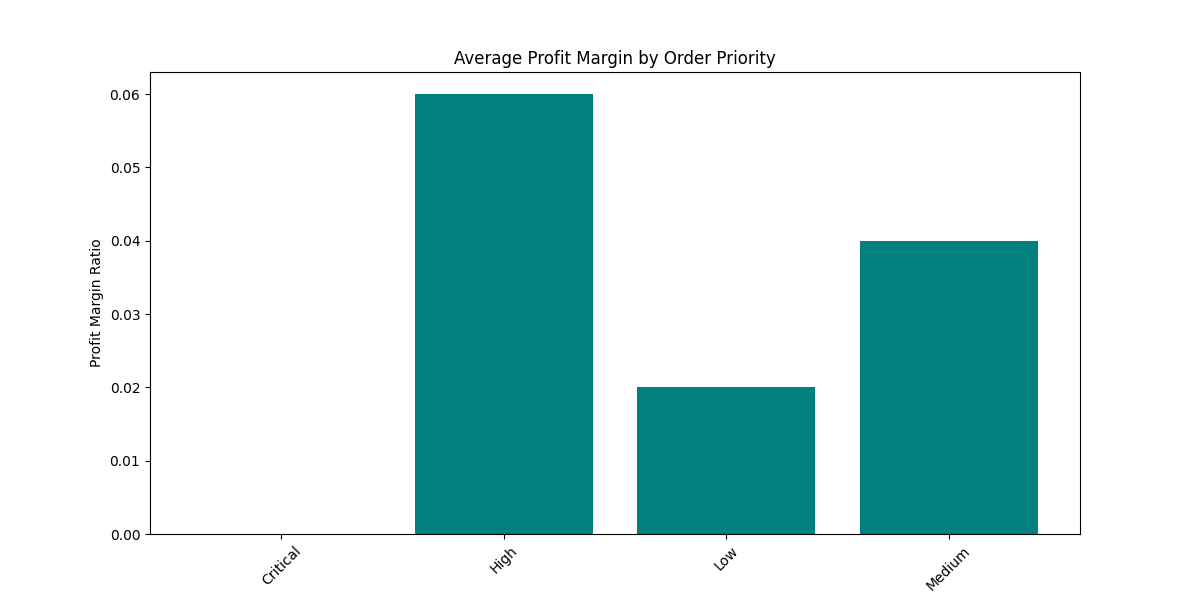 Average Profit Margin by Order Priority
Profit Margin Ratio
0.06
0.05
0.04
0.03
0.02
0.01
0.00
Critical
High
Low
Medium